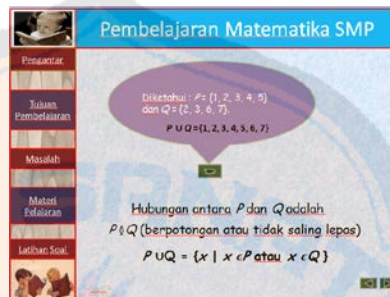 Pembelajaran Matematika SMP
Pengantar
Tujuan
Pembelajaran
Masalah
Materi
Pelajaran
Latihan Soal
Diketahui : P = {1, 2, 3, 4, 5}
dan Q = {2, 3, 6, 7}.
P ∪ Q = {1, 2, 3, 4, 5, 6, 7}
Hubungan antara P dan Q adalah
P ≬ Q (berpotongan atau tidak saling lepas)
P ∪ Q = {x | x ϵ P atau x ϵ Q }